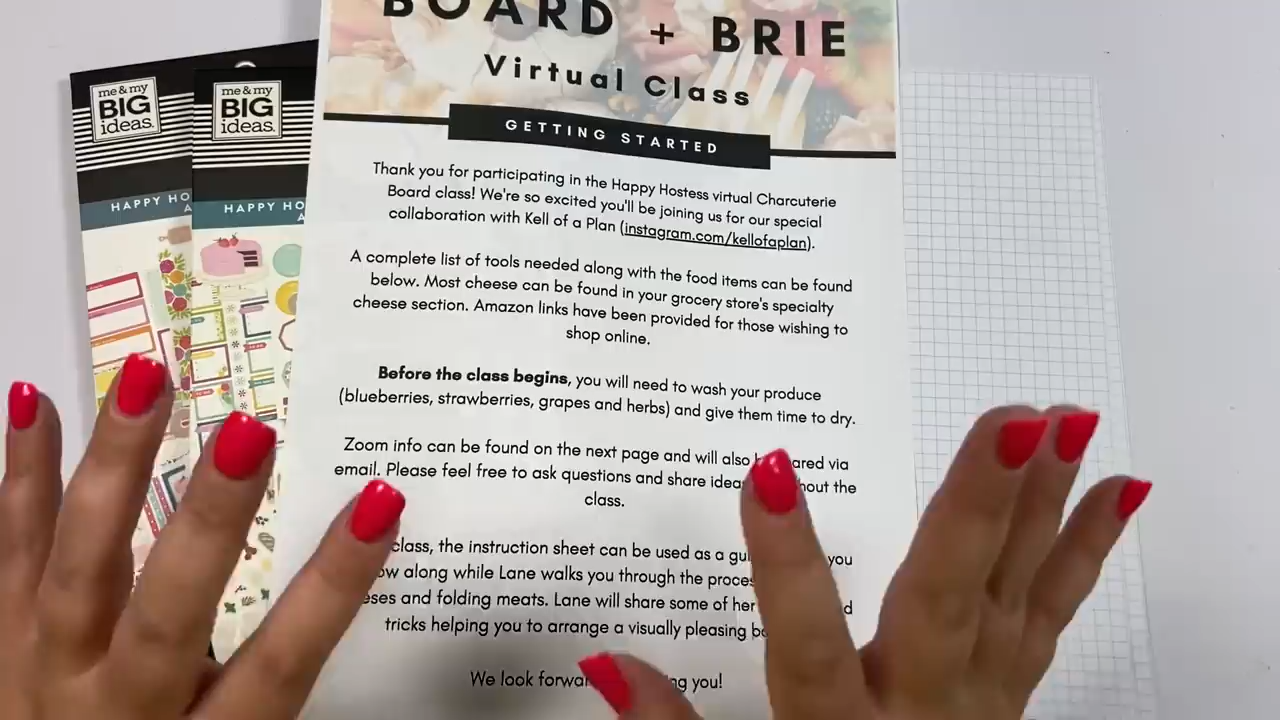 BOARD + BRIE
Virtual Class
GETTING STARTED
Thank you for participating in the Happy Hostess virtual Charcuterie
Board class! We're so excited you'll be joining us for our special
collaboration with Kell of a Plan (instagram.com/kellofaplan).
A complete list of tools needed along with the food items can be found
below. Most cheese can be found in your grocery store's specialty
cheese section. Amazon links have been provided for those wishing to
shop online.
Before the class begins, you will need to wash your produce
(blueberries, strawberries, grapes and herbs) and give them time to dry.
Zoom info can be found on the next page and will also via
email. Please feel free to ask questions and share the
class.
class, the instruction sheet can be used as a you
along while Lane walks you through the
and folding meats. Lane will share some of her
tricks helping you to arrange a visually pleasing
We look you!
me & my
BIG
ideas.
HAPPY HO
A
me & my
BIG
ideas.
HAPPY HO
A